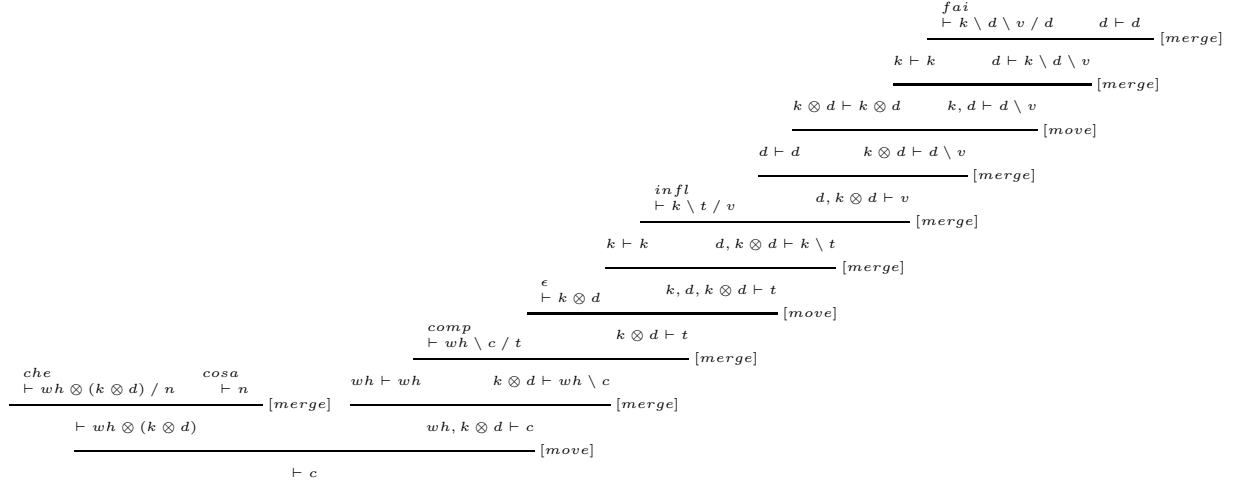 fai
⊢ k \ d \ v / d d ⊢ d [merge]
k ⊢ k d ⊢ k \ d \ v [merge]
k ⊗ d ⊢ k ⊗ d k, d ⊢ d \ v [move]
d ⊢ d k ⊗ d ⊢ d \ v [merge]
infl
⊢ k \ t / v d, k ⊗ d ⊢ v [merge]
k ⊢ k d, k ⊗ d ⊢ k \ t [merge]
ϵ
⊢ k ⊗ d k, d, k ⊗ d ⊢ t [move]
comp
⊢ wh \ c / t k ⊗ d ⊢ t [merge]
che cosa
⊢ wh ⊗ (k ⊗ d) / n ⊢ n [merge] wh ⊢ wh k ⊗ d ⊢ wh \ c [merge]
⊢ wh ⊗ (k ⊗ d) wh, k ⊗ d ⊢ c [move]
⊢ c